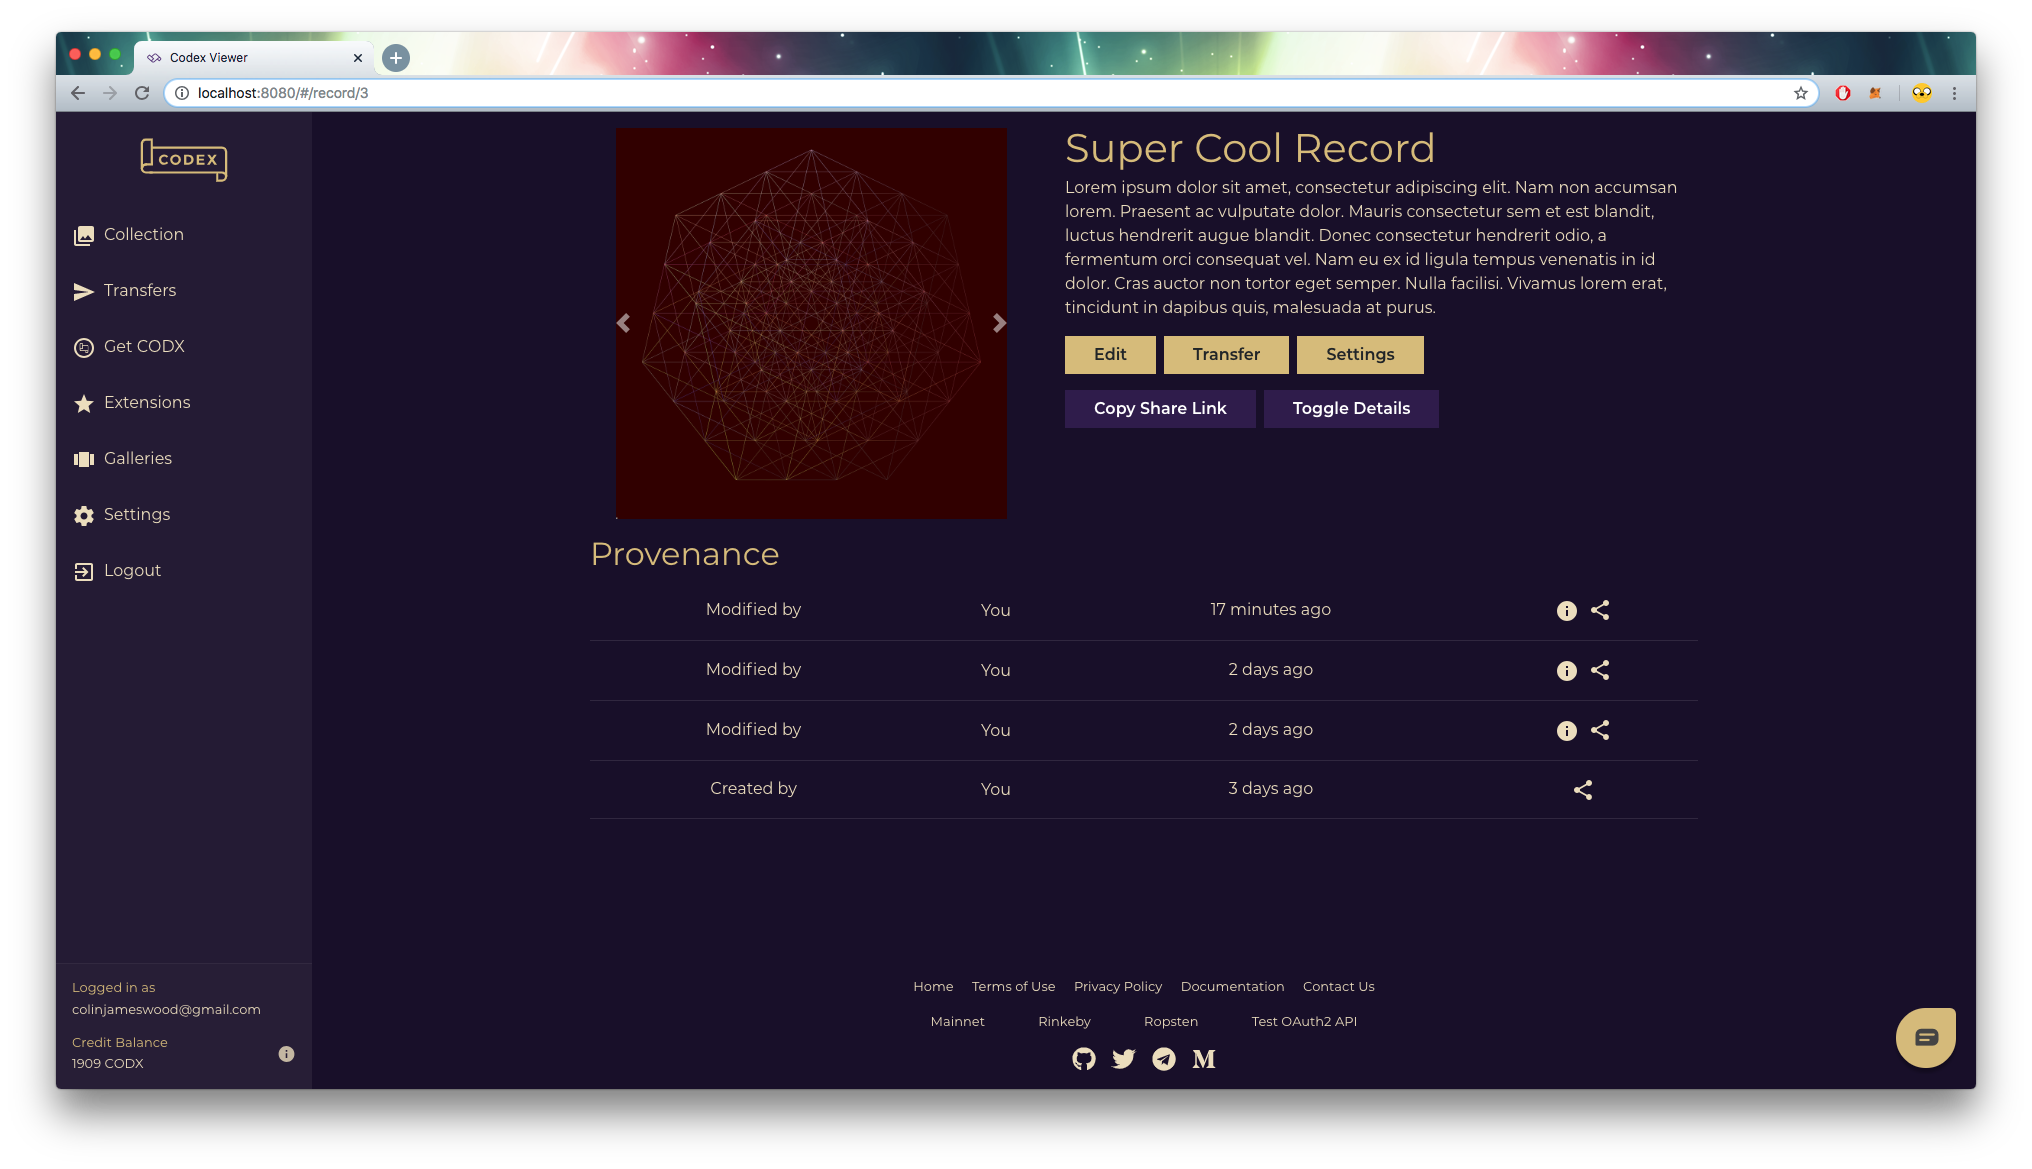 Codex Viewer
localhost:8080/#/record/3
CODEX
Collection
Transfers
Get CODX
Extensions
Galleries
Settings
Logout
Logged in as
colinjameswood@gmail.com
Credit Balance
1909 CODX
Super Cool Record
Lorem ipsum dolor sit amet, consectetur adipiscing elit. Nam non accumsan
lorem. Praesent ac vulputate dolor. Mauris consectetur sem et est blandit,
luctus hendrerit augue blandit. Donec consectetur hendrerit odio, a
fermentum orci consequat vel. Nam eu ex id ligula tempus venenatis in id
dolor. Cras auctor non tortor eget semper. Nulla facilisi. Vivamus lorem erat,
tincidunt in dapibus quis, malesuada at purus.
Edit Transfer Settings
Copy Share Link Toggle Details
Provenance
Modified by You 17 minutes ago
Modified by You 2 days ago
Modified by You 2 days ago
Created by You 3 days ago
Home Terms of Use Privacy Policy Documentation Contact Us
Mainnet Rinkeby Ropsten Test OAuth2 API